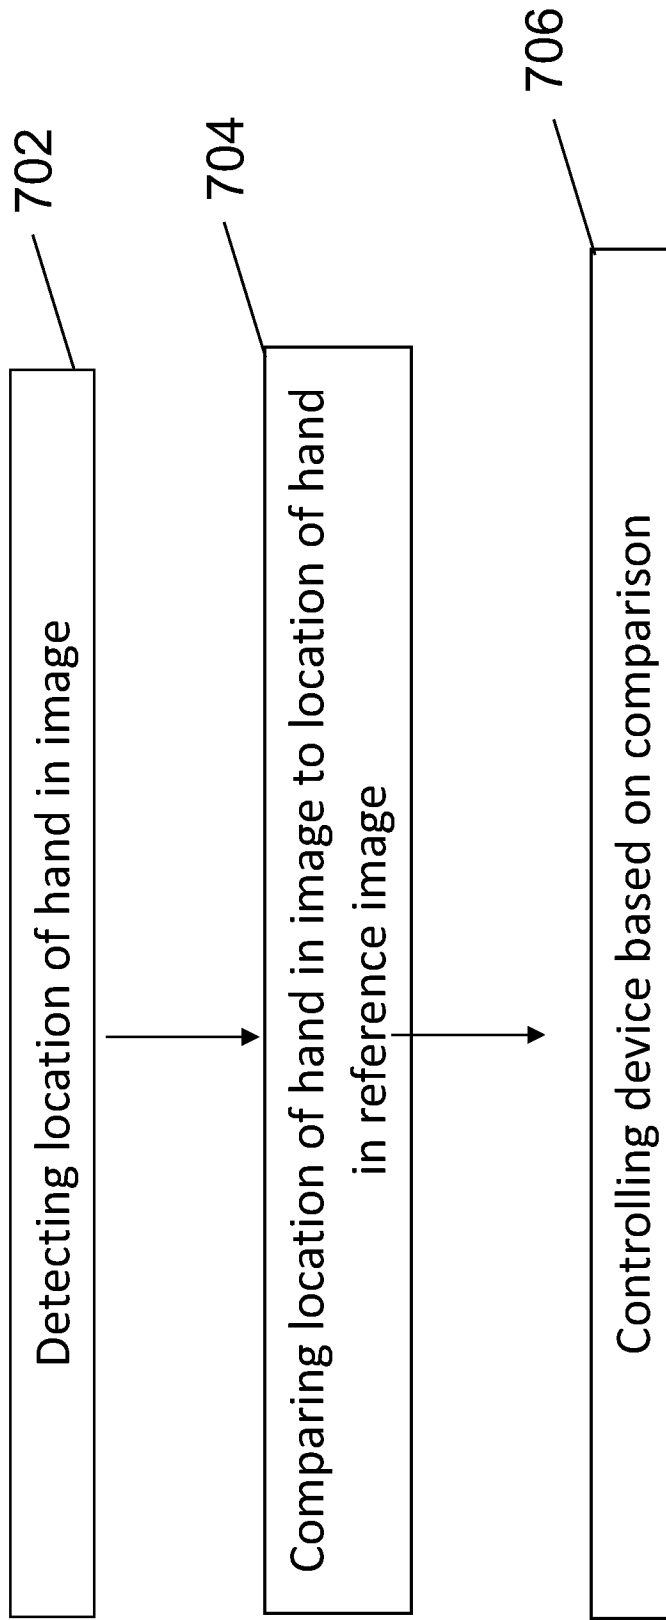 702
Detecting location of hand in image
704
Comparing location of hand in image to location of hand
in reference image
706
Controlling device based on comparison